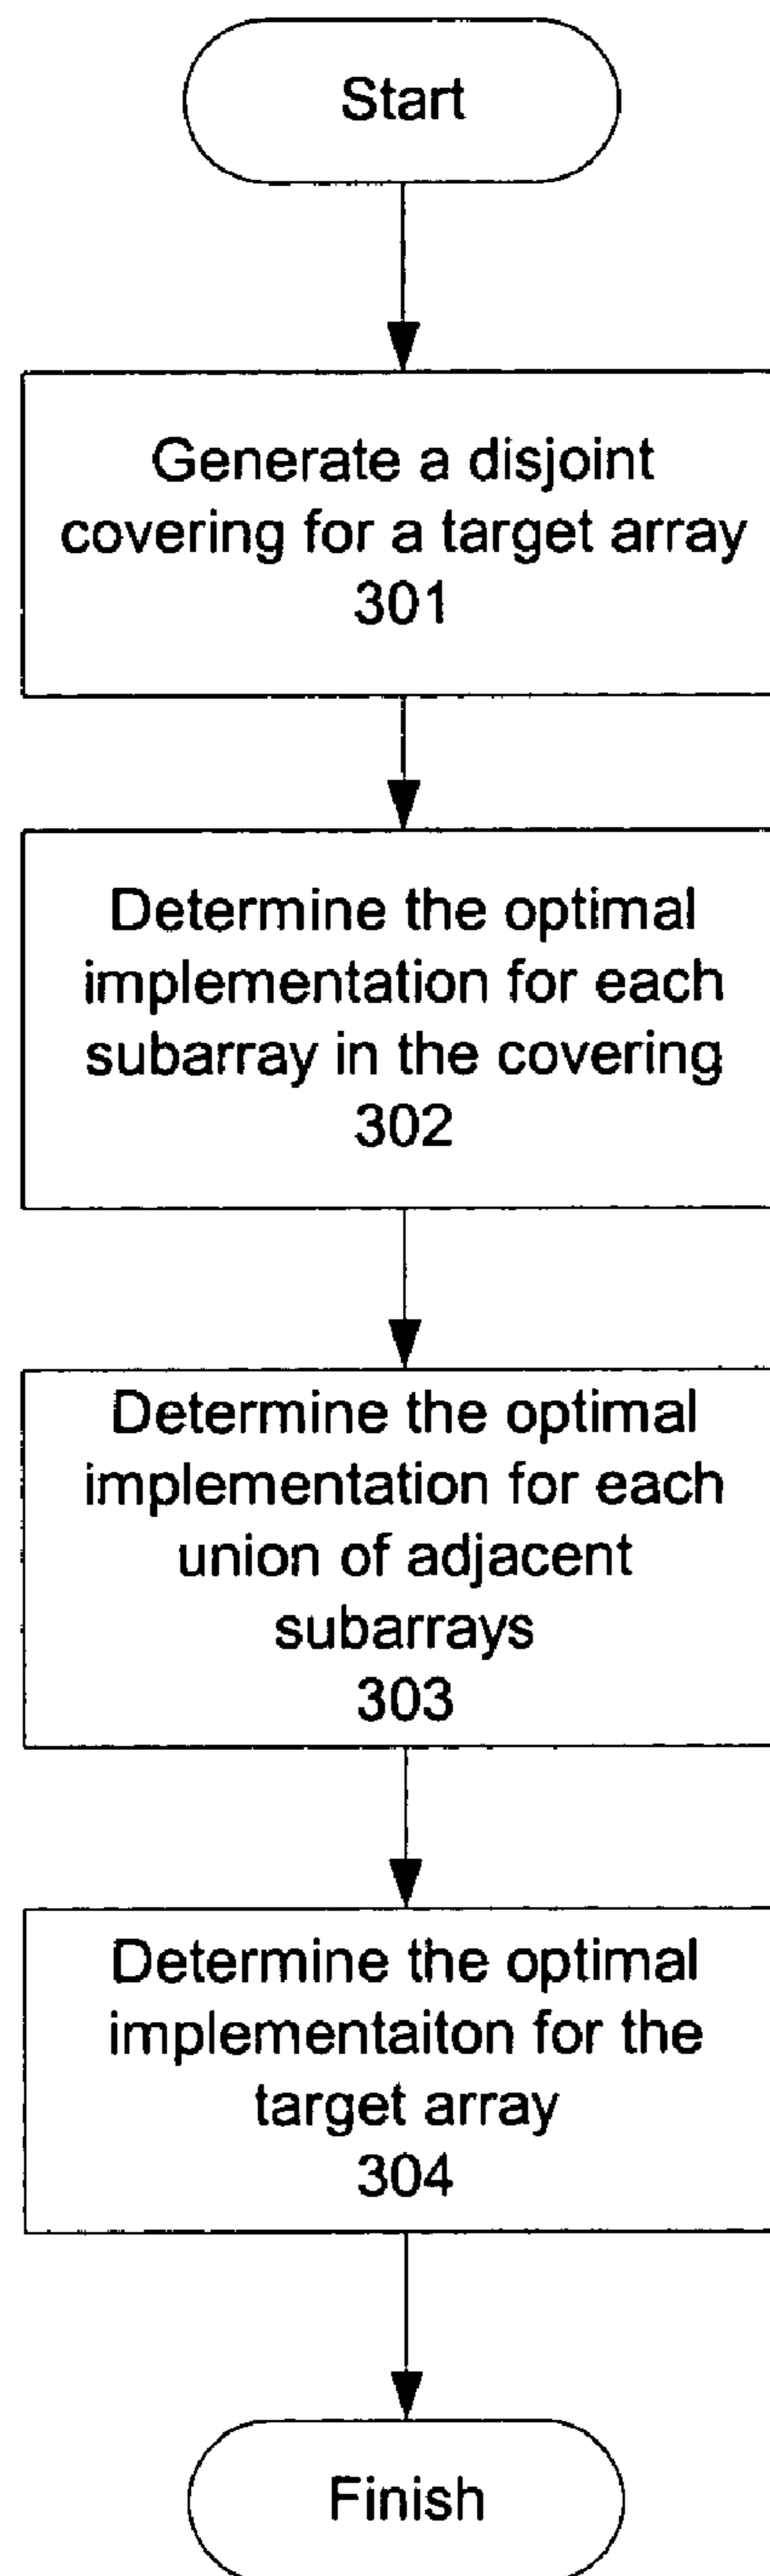 Start
Generate a disjoint
covering for a target array
301
Determine the optimal
implementation for each
subarray in the covering
302
Determine the optimal
implementation for each
union of adjacent
subarrays
303
Determine the optimal
implementaiton for the
target array
304
Finish